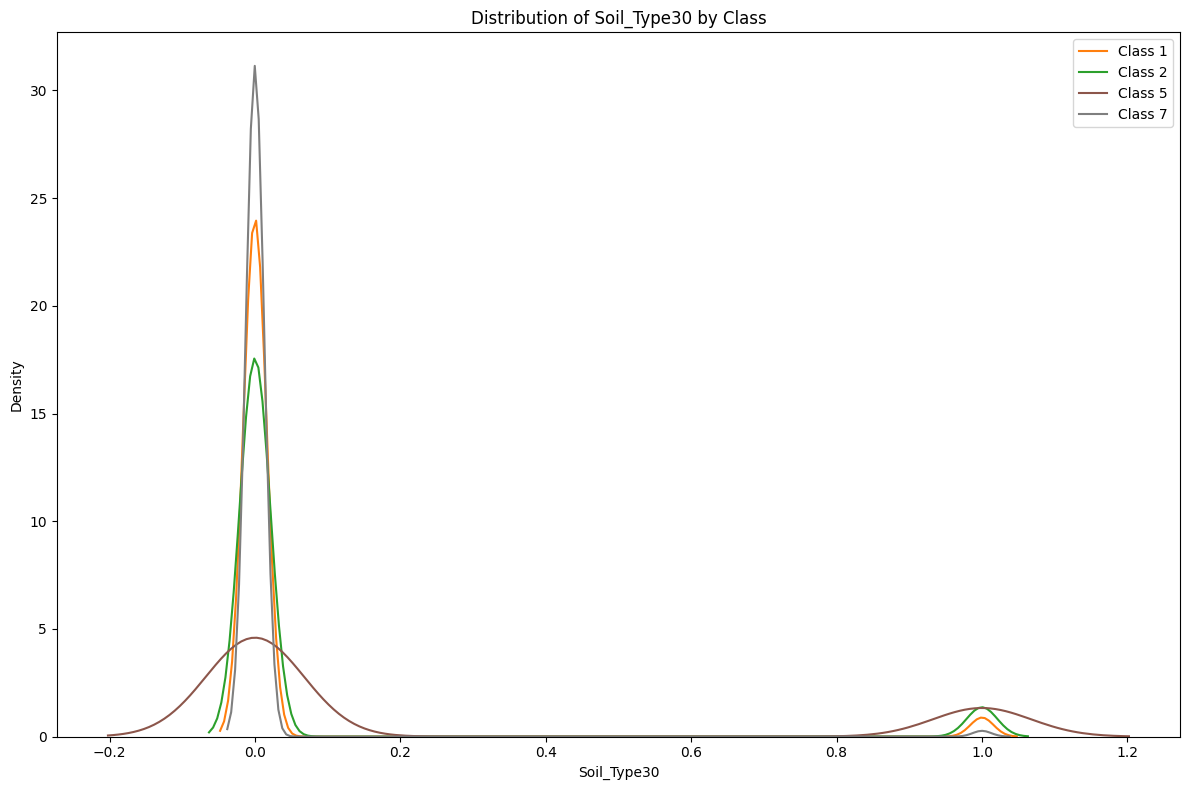 Distribution of Soil_Type30 by Class
Class 1
Class 2
Class 5
Class 7
Density
30
25
20
15
10
5
0
−0.2
0.0
0.2
0.4
0.6
0.8
1.0
1.2
Soil_Type30